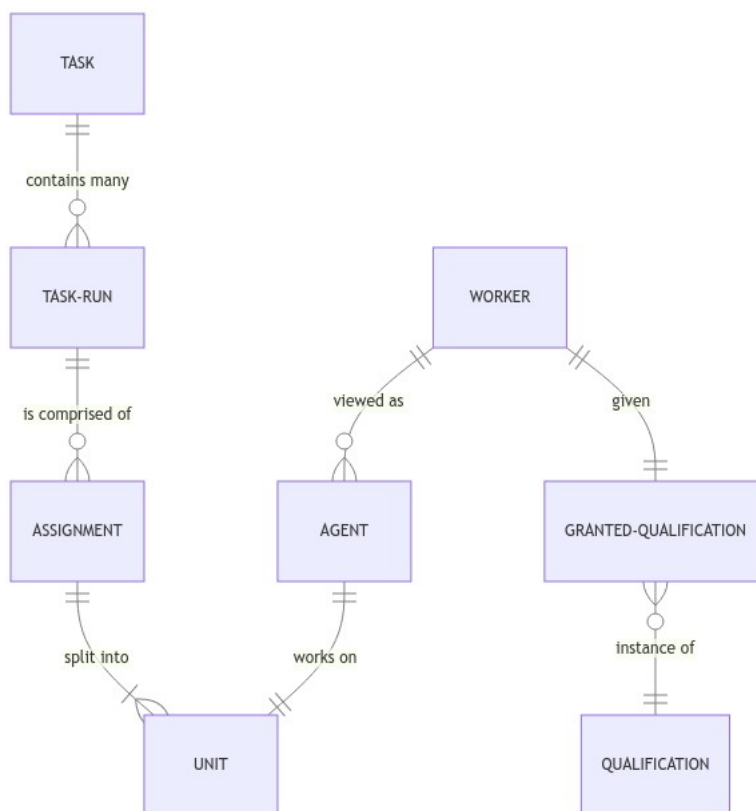 TASK
contains many
TASK-RUN
WORKER
is comprised of
viewed as
given
ASSIGNMENT
AGENT
GRANTED-QUALIFICATION
split into
works on
instance of
UNIT
QUALIFICATION